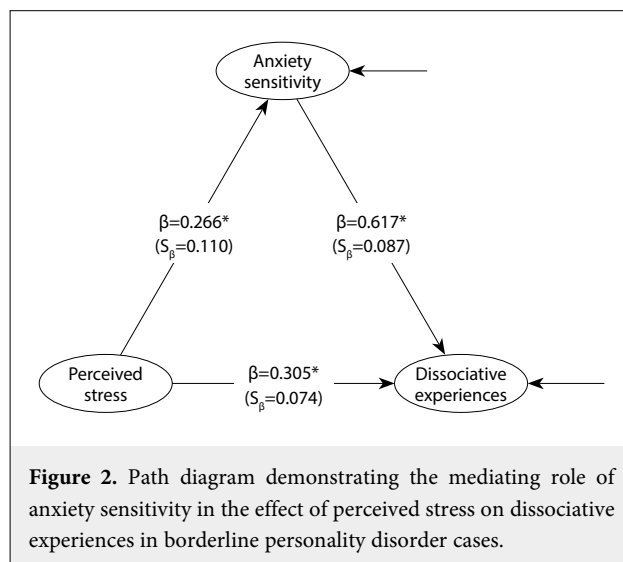 Anxiety
sensitivity
β=0.266*
(Sβ=0.110)
β=0.617*
(Sβ=0.087)
Perceived
stress
β=0.305*
(Sβ=0.074)
Dissociative
experiences
Figure 2. Path diagram demonstrating the mediating role of
anxiety sensitivity in the effect of perceived stress on dissociative
experiences in borderline personality disorder cases.